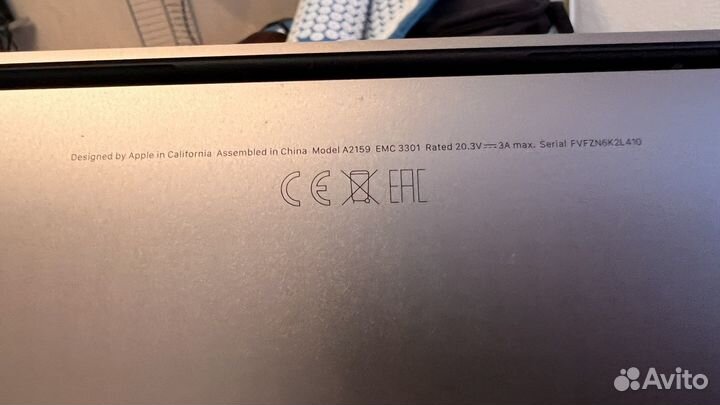 Designed by Apple in California Assembled in China Model A2159 EMC 3301 Rated 20.3V⎓3A max. Serial FVFZN6K2L410
CE EAC
Avito